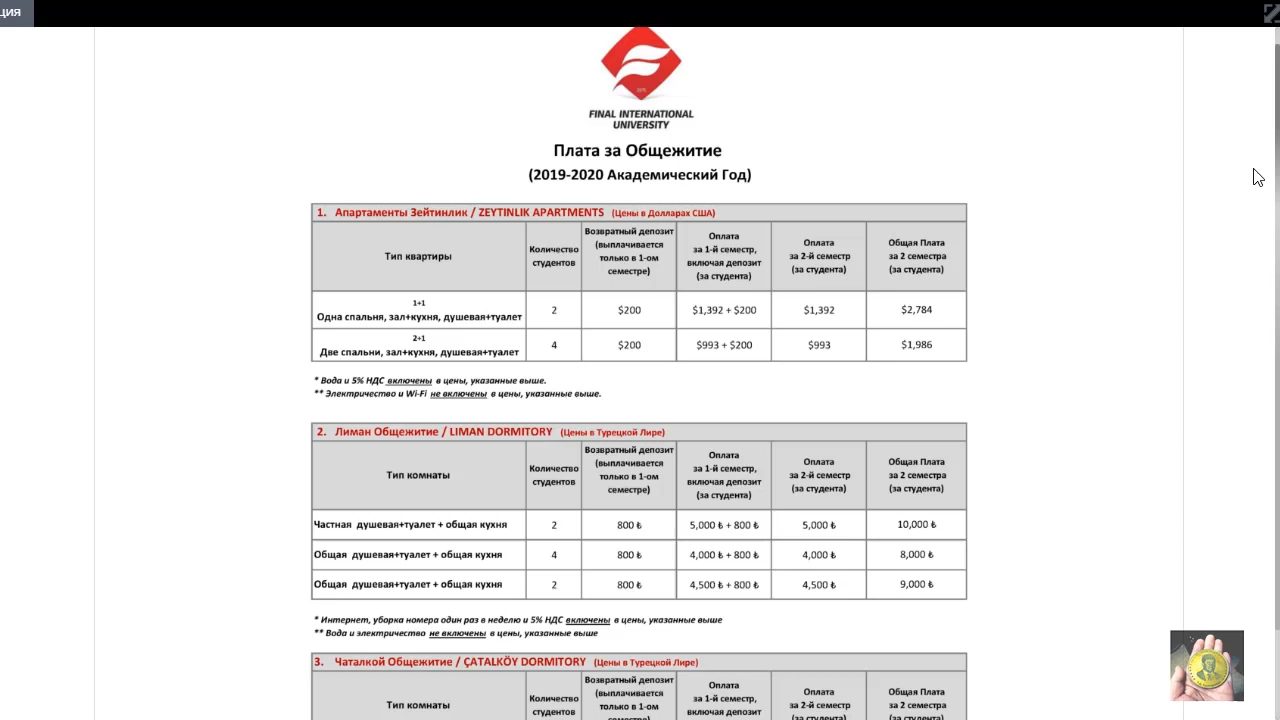 ция
FINAL INTERNATIONAL
UNIVERSITY
Плата за Общежитие
(2019-2020 Академический Год)
1. Апартаменты Зейтинлик / ZEYTINLIK APARTMENTS (Цены в Долларах США)
Тип квартиры
Количество
студентов
Возвратный депозит
(выплачивается
только в 1-ом
семестре)
Оплата
за 1-й семестр,
включая депозит
(за студента)
Оплата
за 2-й семестр
(за студента)
Общая Плата
за 2 семестра
(за студента)
1+1
Одна спальня, зал+кухня, душевая+туалет
2
$200
$1,392 + $200
$1,392
$2,784
2+1
Две спальни, зал+кухня, душевая+туалет
4
$200
$993 + $200
$993
$1,986
* Вода и 5% НДС включены в цены, указанные выше.
** Электричество и Wi-Fi не включены в цены, указанные выше.
2. Лиман Общежитие / LIMAN DORMITORY (Цены в Турецкой Лире)
Тип комнаты
Количество
студентов
Возвратный депозит
(выплачивается
только в 1-ом
семестре)
Оплата
за 1-й семестр,
включая депозит
(за студента)
Оплата
за 2-й семестр
(за студента)
Общая Плата
за 2 семестра
(за студента)
Частная душевая+туалет + общая кухня
2
800 ₺
5,000 ₺ + 800 ₺
5,000 ₺
10,000 ₺
Общая душевая+туалет + общая кухня
4
800 ₺
4,000 ₺ + 800 ₺
4,000 ₺
8,000 ₺
Общая душевая+туалет + общая кухня
2
800 ₺
4,500 ₺ + 800 ₺
4,500 ₺
9,000 ₺
* Интернет, уборка номера один раз в неделю и 5% НДС включены в цены, указанные выше
** Вода и электричество не включены в цены, указанные выше
3. Чаталкой Общежитие / ÇATALKÖY DORMITORY (Цены в Турецкой Лире)
Тип комнаты
Количество
студентов
Возвратный депозит
(выплачивается
только в 1-ом
семестре)
Оплата
за 1-й семестр,
включая депозит
Оплата
за 2-й семестр
(за студента)
Общая Плата
за 2 семестра
(за студента)